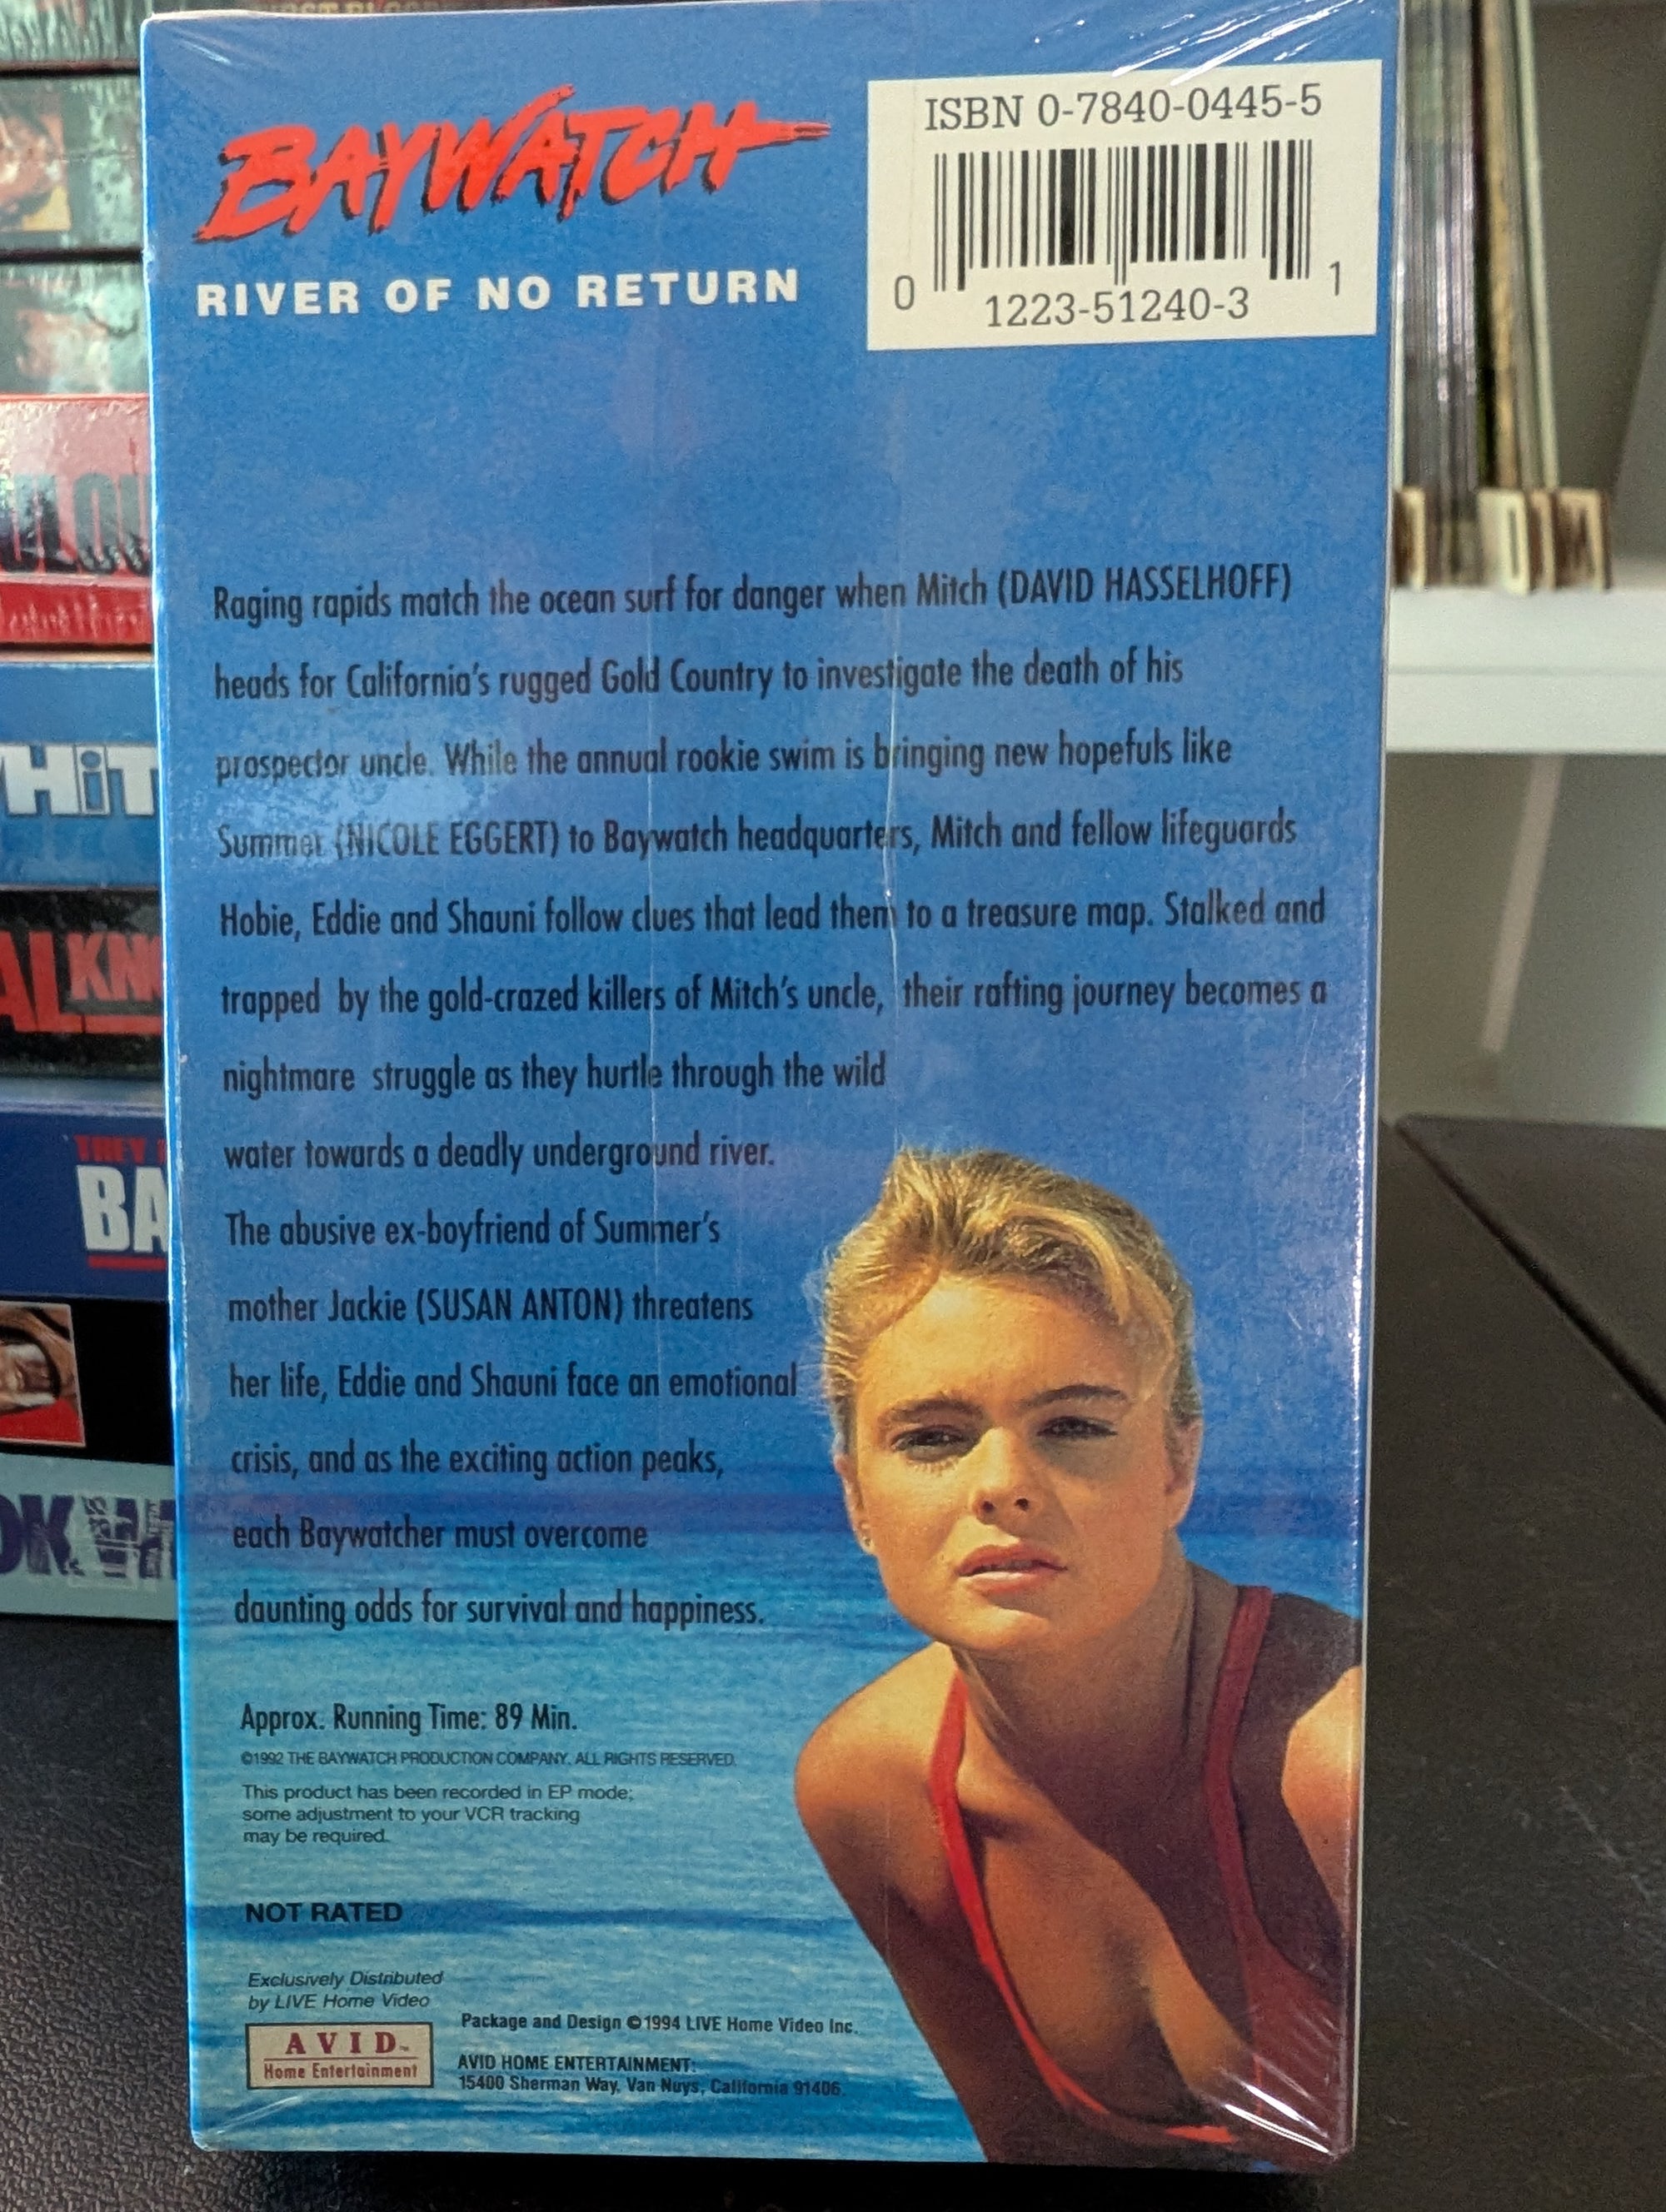 BAYWATCH
RIVER OF NO RETURN
ISBN 0-7840-0445-5
0 1223-51240-3 1
Raging rapids match the ocean surf for danger when Mitch (DAVID HASSELHOFF)
heads for California's rugged Gold Country to investigate the death of his
prospector uncle. While the annual rookie swim is bringing new hopefuls like
Summer (NICOLE EGGERT) to Baywatch headquarters, Mitch and fellow lifeguards
Hobie, Eddie and Shauni follow clues that lead them to a treasure map. Stalked and
trapped by the gold-crazed killers of Mitch's uncle, their rafting journey becomes a
nightmare struggle as they hurtle through the wild
water towards a deadly underground river.
The abusive ex-boyfriend of Summer's
mother Jackie (SUSAN ANTON) threatens
her life, Eddie and Shauni face an emotional
crisis, and as the exciting action peaks,
each Baywatcher must overcome
daunting odds for survival and happiness.
Approx. Running Time: 89 Min.
©1992 THE BAYWATCH PRODUCTION COMPANY. ALL RIGHTS RESERVED.
This product has been recorded in EP mode;
some adjustment to your VCR tracking
may be required.
NOT RATED
Exclusively Distributed
by LIVE Home Video
AVID™
Home Entertainment
Package and Design ©1994 LIVE Home Video Inc.
AVID HOME ENTERTAINMENT:
15400 Sherman Way, Van Nuys, California 91406.
HiT
THEY
BA